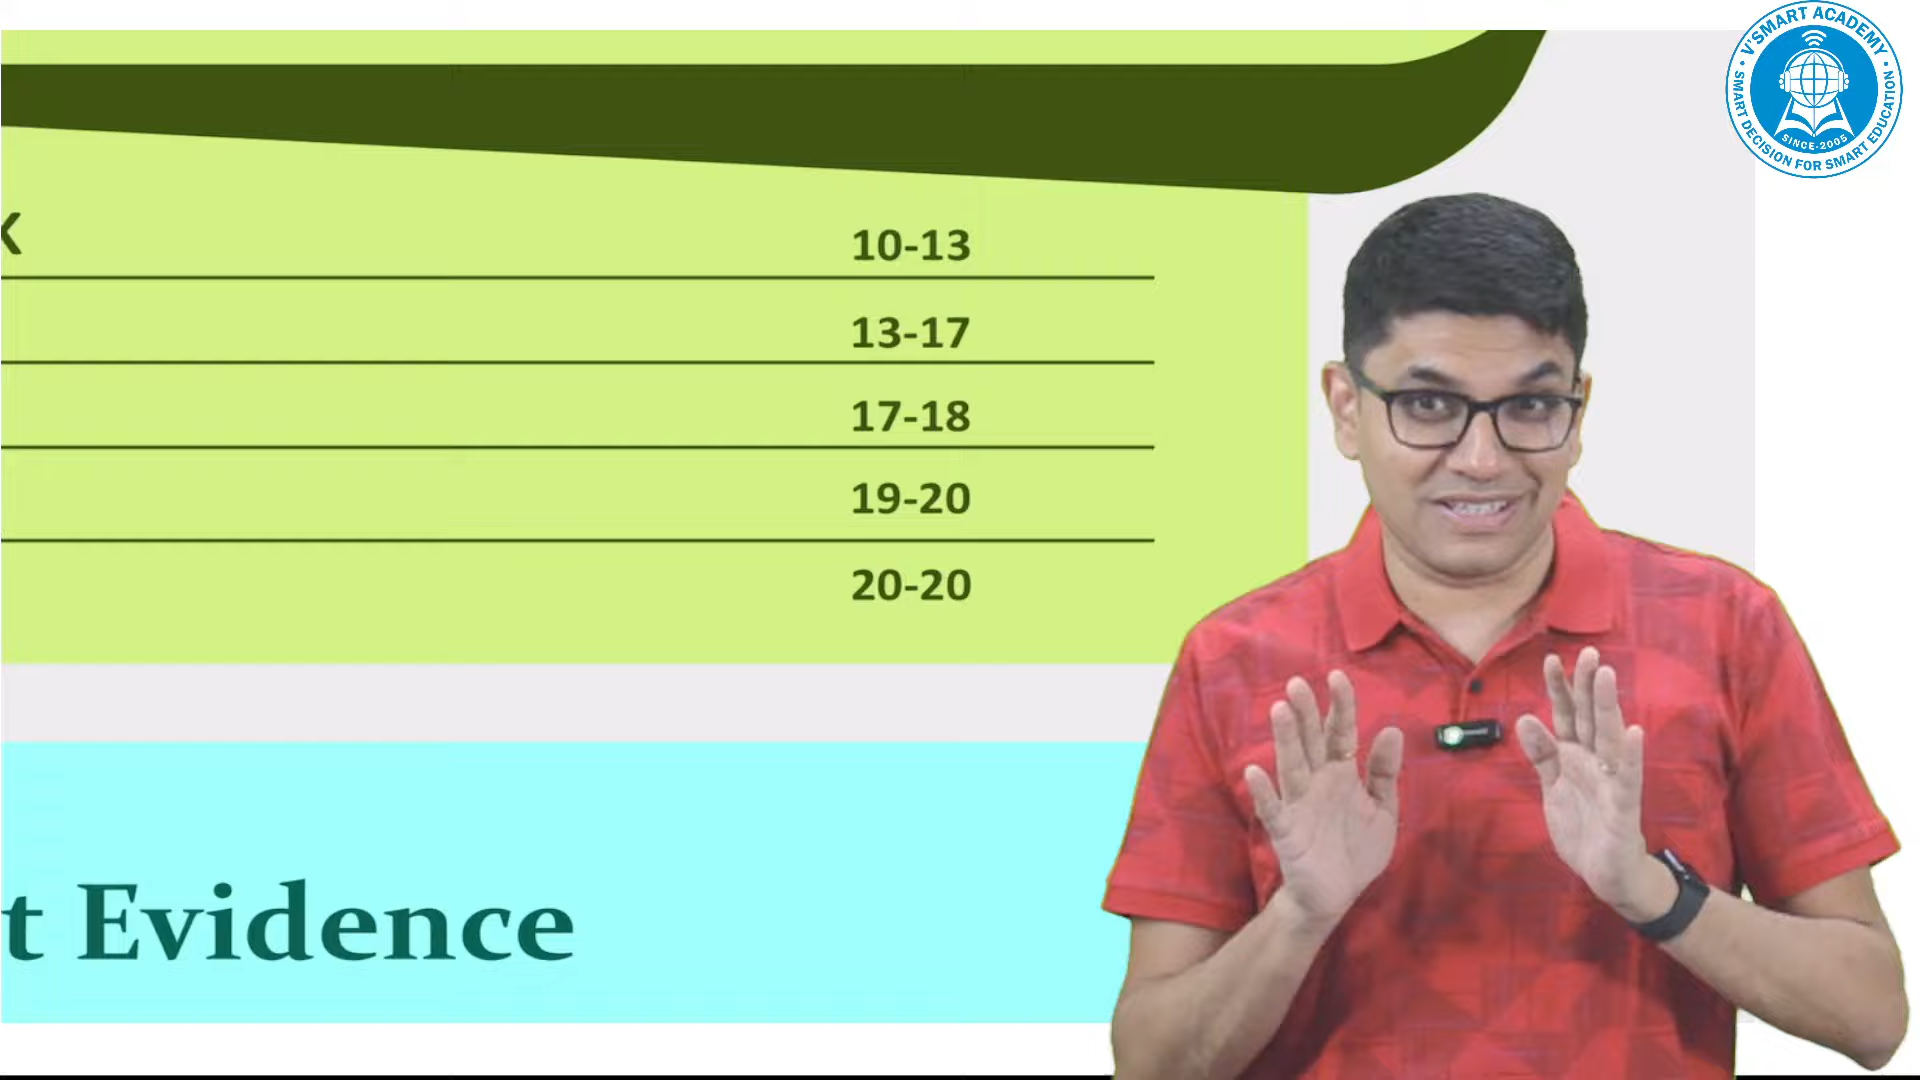 V'SMART ACADEMY
SMART DECISION FOR SMART EDUCATION
SINCE-2005
10-13
13-17
17-18
19-20
20-20
t Evidence